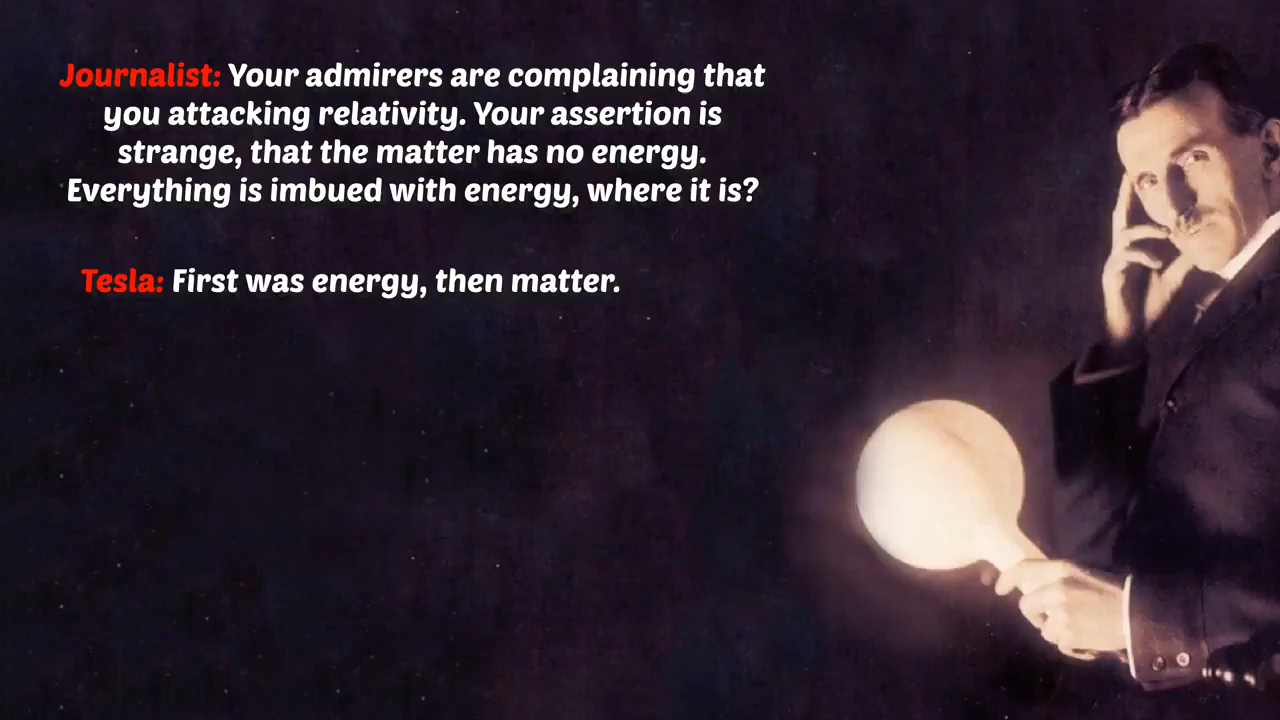 Journalist: Your admirers are complaining that
you attacking relativity. Your assertion is
strange, that the matter has no energy.
Everything is imbued with energy, where it is?
Tesla: First was energy, then matter.